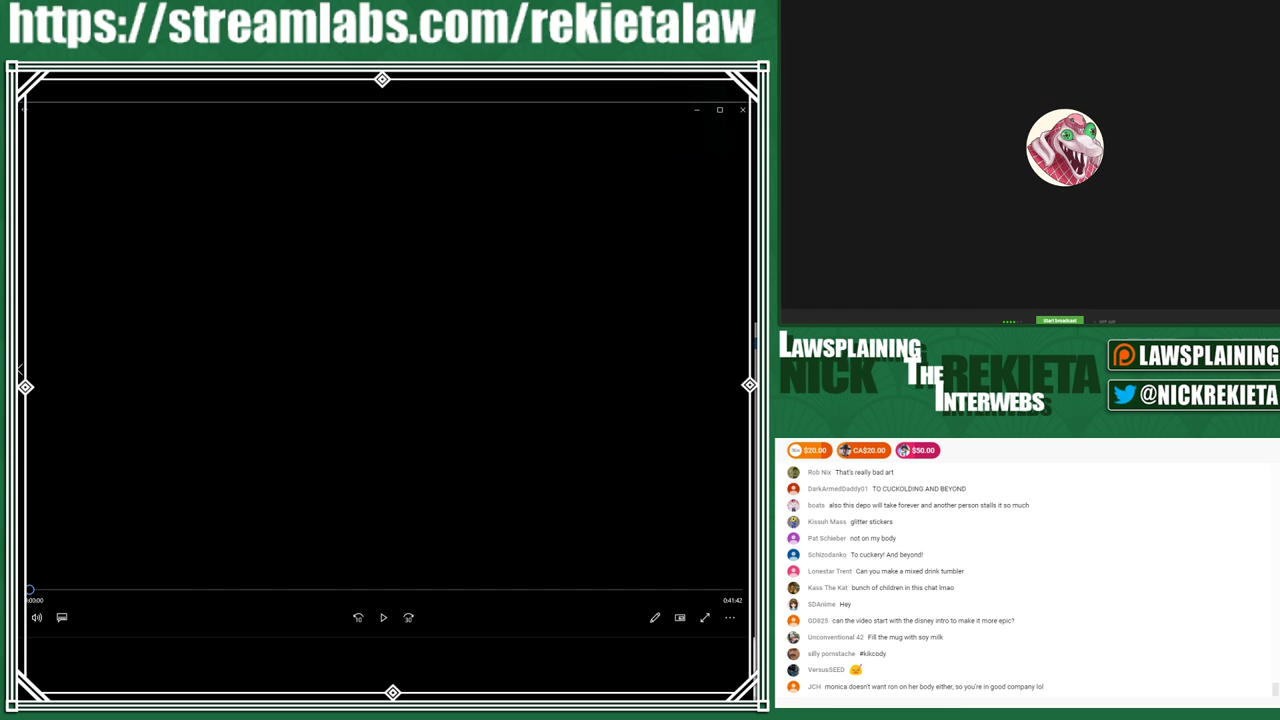 https://streamlabs.com/rekietalaw
0:41:42
Start broadcast
LAWSPLAINING
THE
INTERWEBS
NICK REKIETA
LAWSPLAINING
@NICKREKIETA
$20.00 CA$20.00 $50.00
Rob Nix That's really bad art
DarkArmedDaddy01 TO CUCKOLDING AND BEYOND
boats also this depo will take forever and another person stalls it so much
Kissuh Mass glitter stickers
Pat Schieber not on my body
Schizodanko To cuckery! And beyond!
Lonestar Trent Can you make a mixed drink tumbler
Kass The Kat bunch of children in this chat lmao
SDAnime Hey
GD825 can the video start with the disney intro to make it more epic?
Unconventional 42 Fill the mug with soy milk
silly pornstache #kikcody
VersusSEED
JCH monica doesn't want ron on her body either, so you're in good company lol
10
30